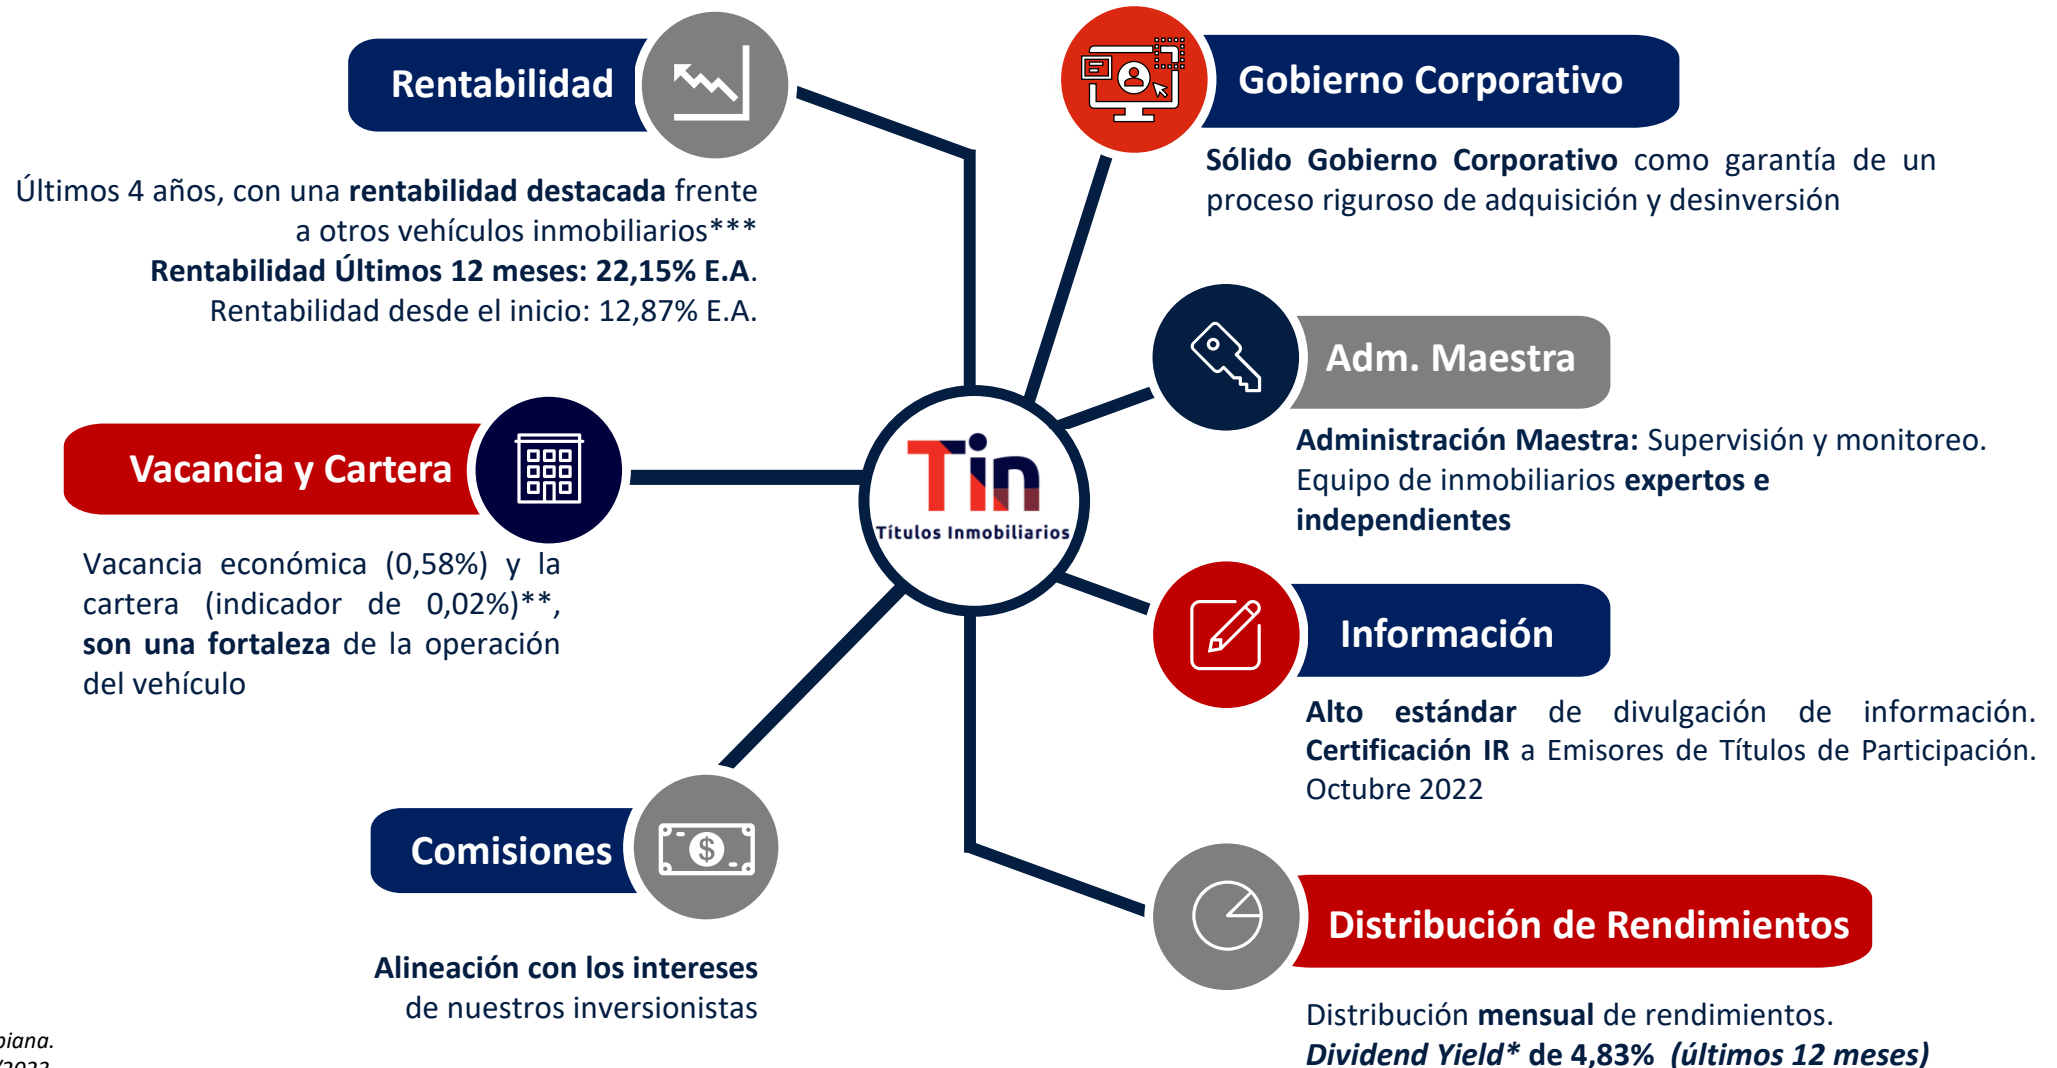 Rentabilidad
Últimos 4 años, con una rentabilidad destacada frente
a otros vehículos inmobiliarios***
Rentabilidad Últimos 12 meses: 22,15% E.A.
Rentabilidad desde el inicio: 12,87% E.A.
Vacancia y Cartera
Vacancia económica (0,58%) y la
cartera (indicador de 0,02%)**,
son una fortaleza de la operación
del vehículo
Comisiones
Alineación con los intereses
de nuestros inversionistas
Tin
Títulos Inmobiliarios
Gobierno Corporativo
Sólido Gobierno Corporativo como garantía de un
proceso riguroso de adquisición y desinversión
Adm. Maestra
Administración Maestra: Supervisión y monitoreo.
Equipo de inmobiliarios expertos e
independientes
Información
Alto estándar de divulgación de información.
Certificación IR a Emisores de Títulos de Participación.
Octubre 2022
Distribución de Rendimientos
Distribución mensual de rendimientos.
Dividend Yield* de 4,83% (últimos 12 meses)